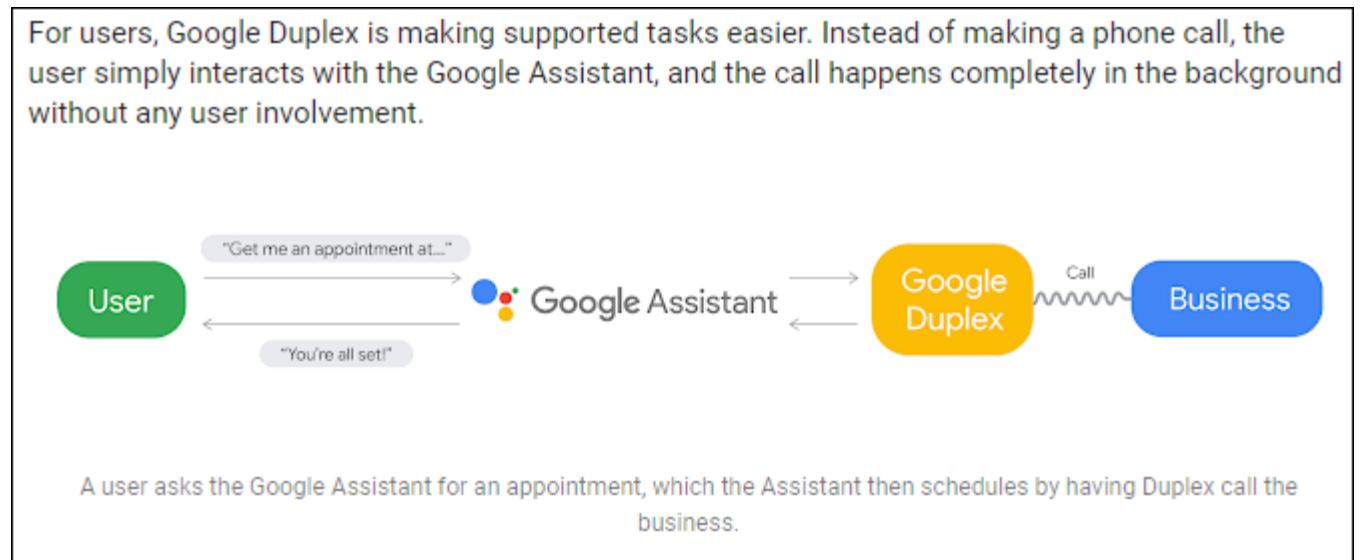 For users, Google Duplex is making supported tasks easier. Instead of making a phone call, the
user simply interacts with the Google Assistant, and the call happens completely in the background
without any user involvement.
"Get me an appointment at..."
User
Google Assistant
Google
Duplex
Call
Business
"You're all set!"
A user asks the Google Assistant for an appointment, which the Assistant then schedules by having Duplex call the
business.